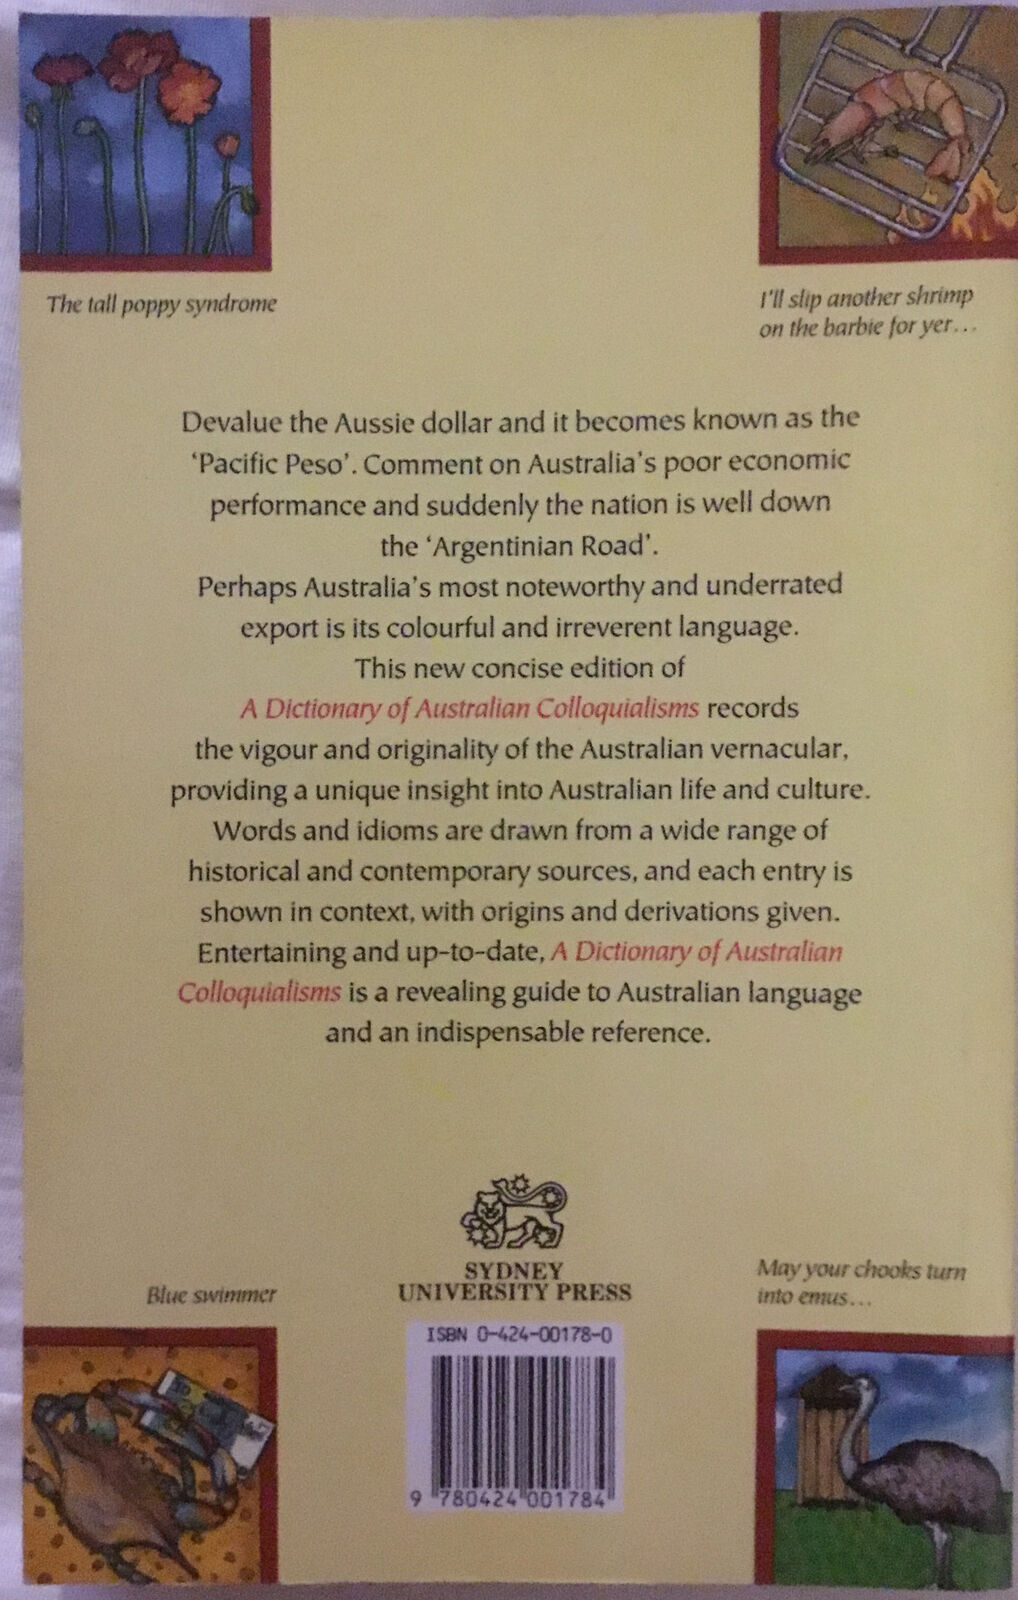 The tall poppy syndrome
I'll slip another shrimp
on the barbie for yer...
Devalue the Aussie dollar and it becomes known as the
‘Pacific Peso’. Comment on Australia's poor economic
performance and suddenly the nation is well down
the ‘Argentinian Road’.
Perhaps Australia's most noteworthy and underrated
export is its colourful and irreverent language.
This new concise edition of
A Dictionary of Australian Colloquialisms records
the vigour and originality of the Australian vernacular,
providing a unique insight into Australian life and culture.
Words and idioms are drawn from a wide range of
historical and contemporary sources, and each entry is
shown in context, with origins and derivations given.
Entertaining and up-to-date, A Dictionary of Australian
Colloquialisms is a revealing guide to Australian language
and an indispensable reference.
SYDNEY
UNIVERSITY PRESS
Blue swimmer
May your chooks turn
into emus...
ISBN 0-424-00178-0
9 780424 001784